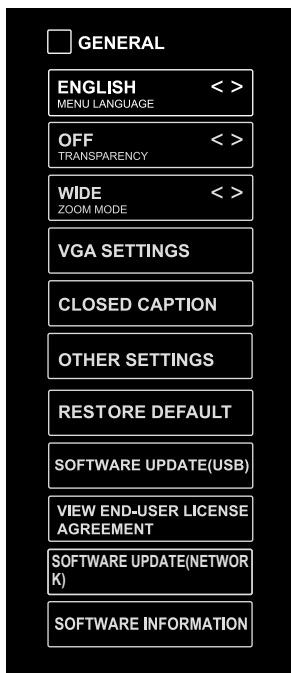 GENERAL
ENGLISH < >
MENU LANGUAGE
OFF < >
TRANSPARENCY
WIDE < >
ZOOM MODE
VGA SETTINGS
CLOSED CAPTION
OTHER SETTINGS
RESTORE DEFAULT
SOFTWARE UPDATE(USB)
VIEW END-USER LICENSE
AGREEMENT
SOFTWARE UPDATE(NETWOR
K)
SOFTWARE INFORMATION